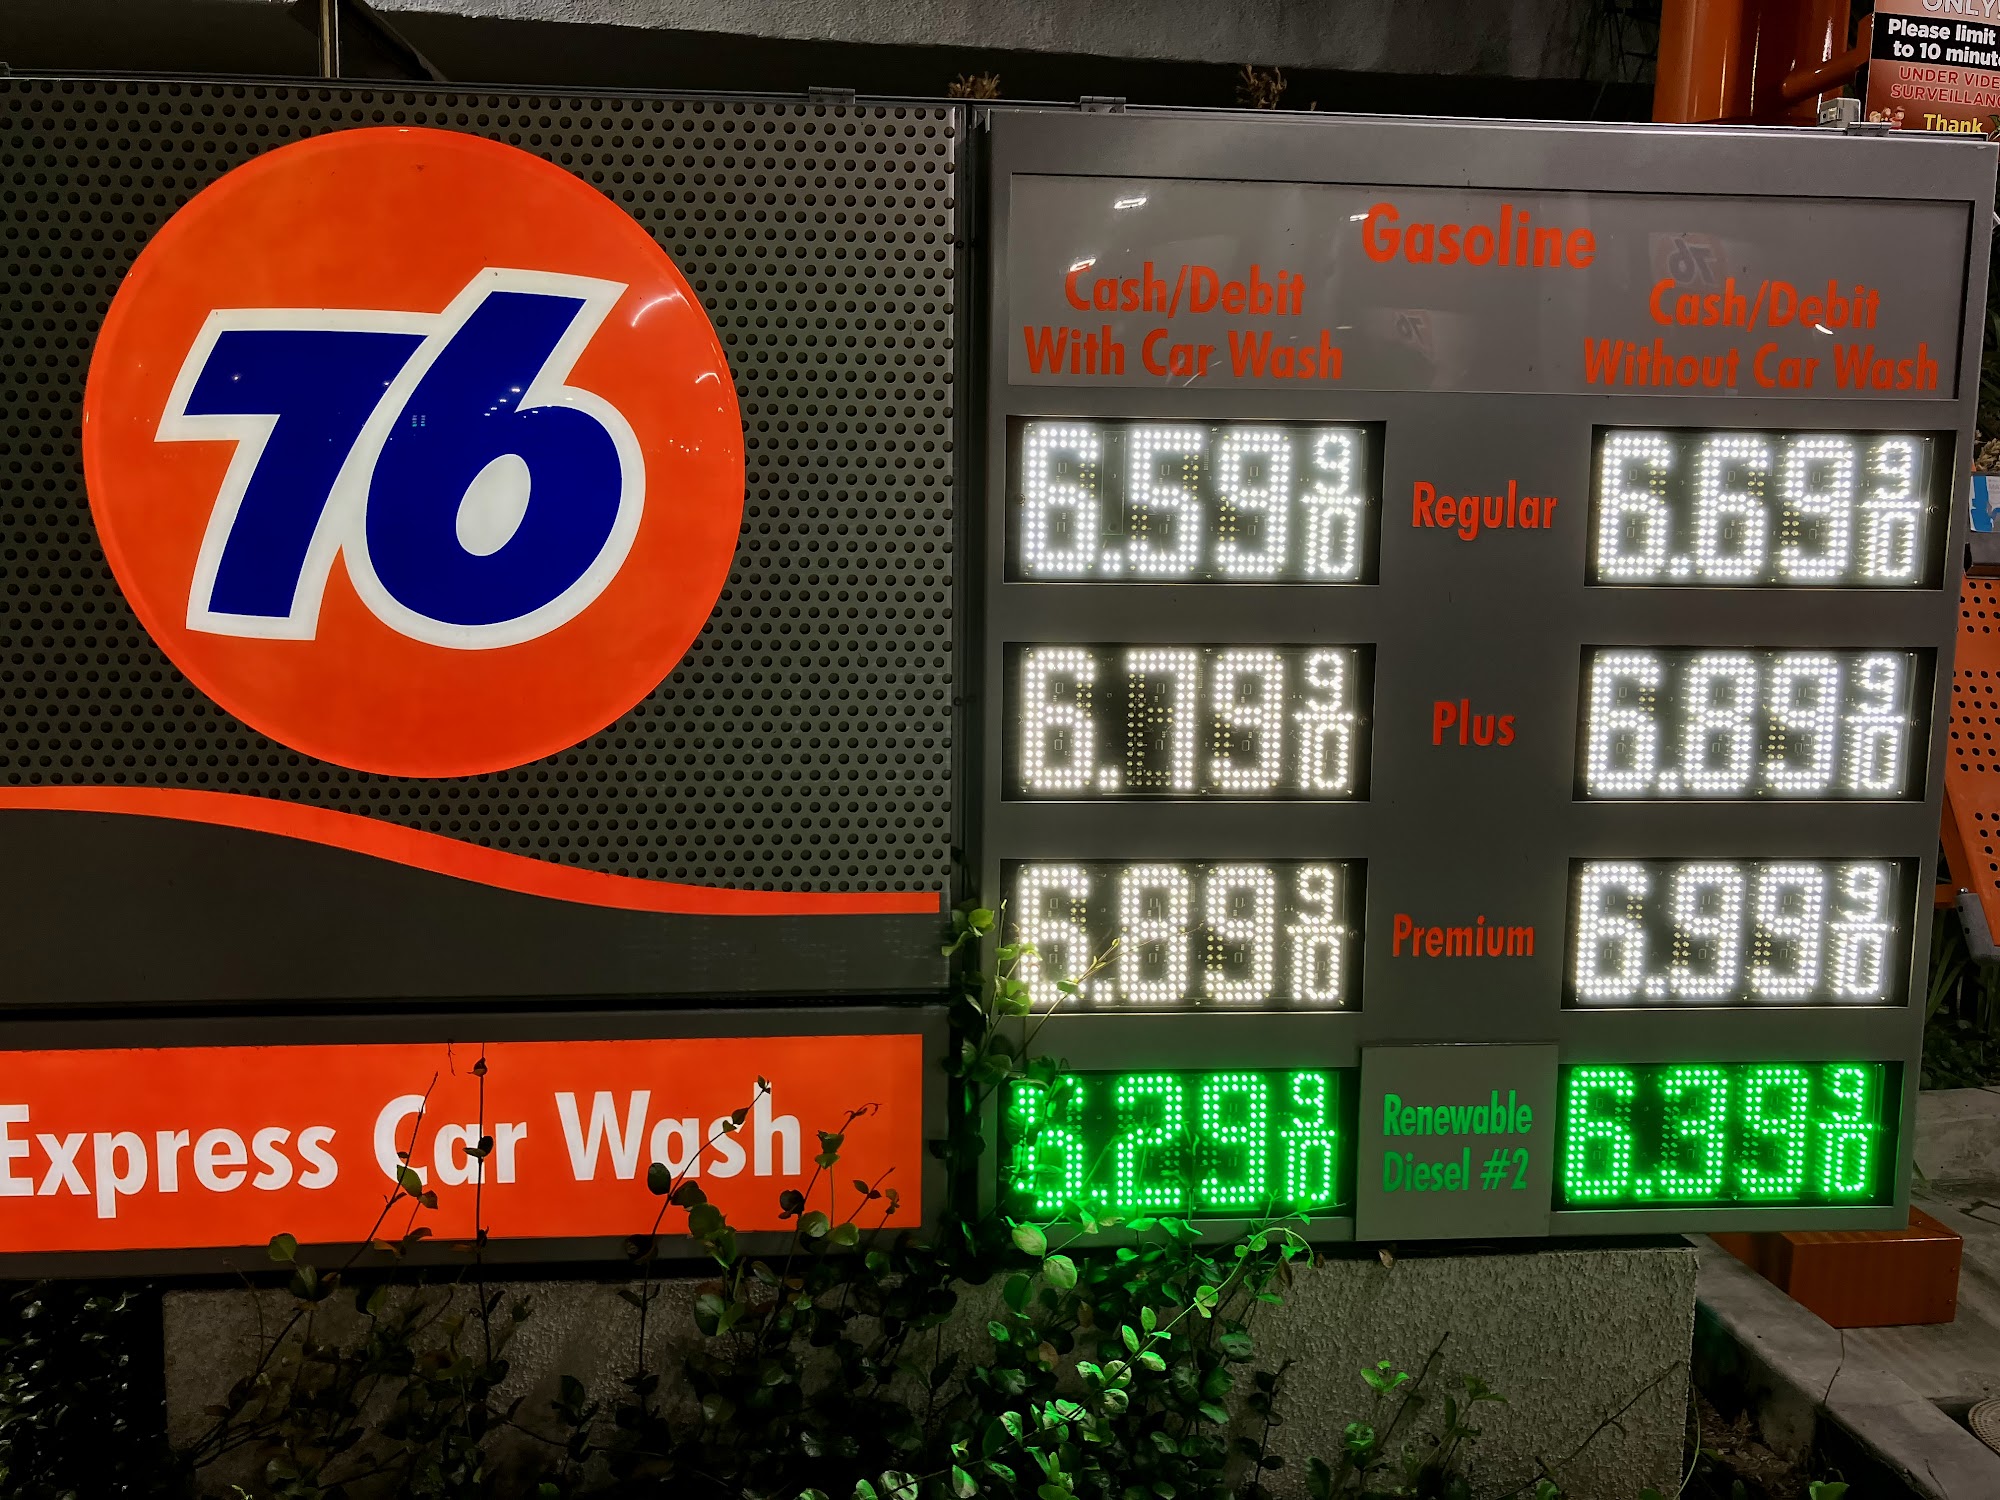 76
Express Car Wash
Gasoline
Cash/Debit
With Car Wash
Cash/Debit
Without Car Wash
6.59 9/10 Regular 6.69 9/10
6.79 9/10 Plus 6.89 9/10
6.89 9/10 Premium 6.99 9/10
6.29 9/10 Renewable Diesel #2 6.39 9/10
ONLY
Please limit
to 10
UNDER
Thank